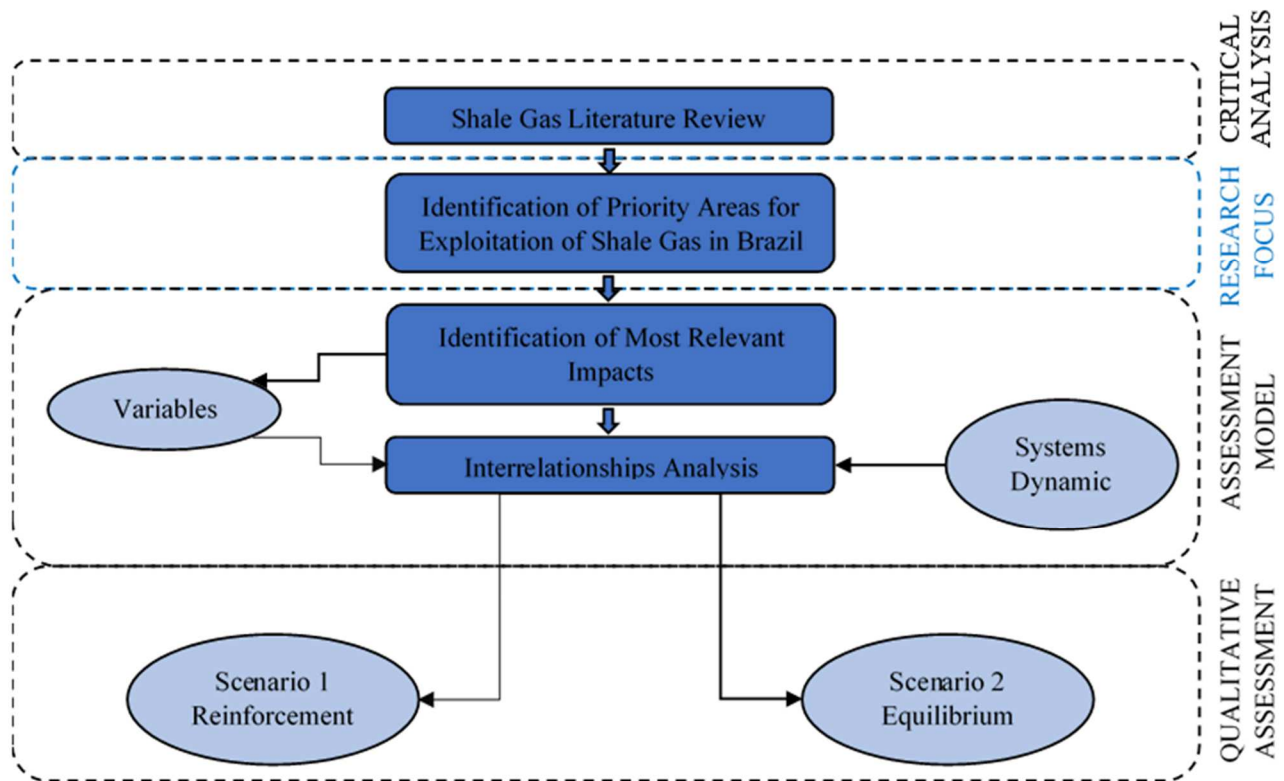 CRITICAL
ANALYSIS
Shale Gas Literature Review
RESEARCH
FOCUS
Identification of Priority Areas for
Exploitation of Shale Gas in Brazil
ASSESSMENT
MODEL
Identification of Most Relevant
Impacts
Variables
Interrelationships Analysis
Systems
Dynamic
QUALITATIVE
ASSESSMENT
Scenario 1
Reinforcement
Scenario 2
Equilibrium